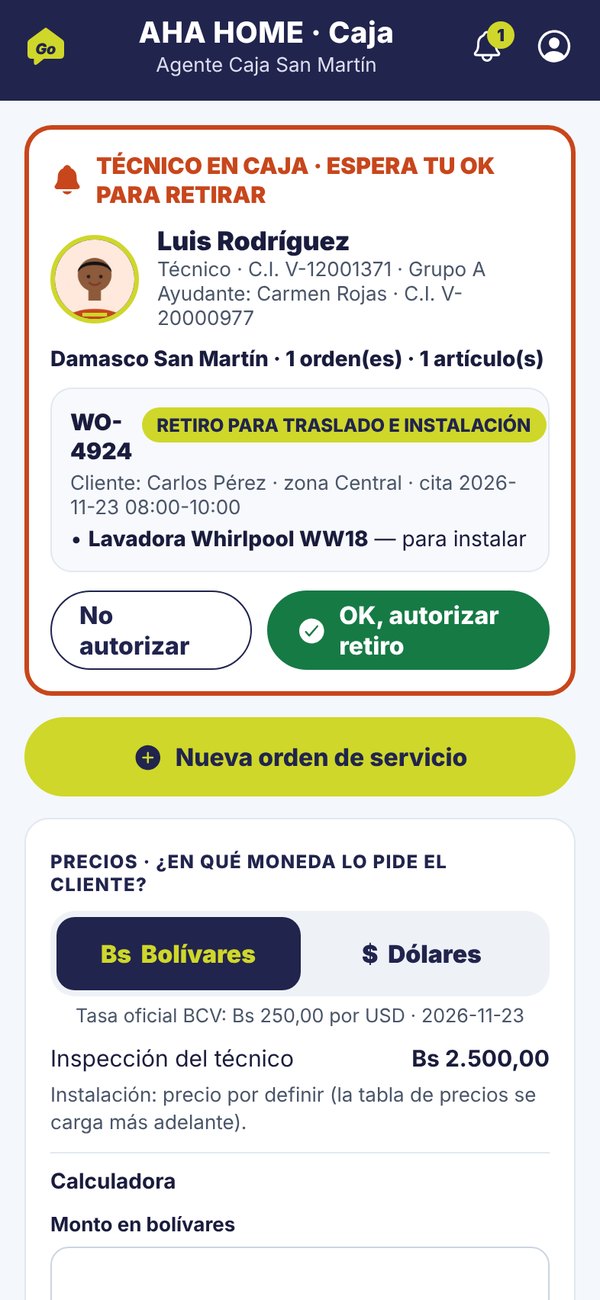 Go
AHA HOME · Caja
Agente Caja San Martín
1
TÉCNICO EN CAJA · ESPERA TU OK
PARA RETIRAR
Luis Rodríguez
Técnico · C.I. V-12001371 · Grupo A
Ayudante: Carmen Rojas · C.I. V-
20000977
Damasco San Martín · 1 orden(es) · 1 artículo(s)
WO-
4924
RETIRO PARA TRASLADO E INSTALACIÓN
Cliente: Carlos Pérez · zona Central · cita 2026-
11-23 08:00-10:00
• Lavadora Whirlpool WW18 — para instalar
No
autorizar
OK, autorizar
retiro
Nueva orden de servicio
PRECIOS · ¿EN QUÉ MONEDA LO PIDE EL
CLIENTE?
Bs Bolívares
$ Dólares
Tasa oficial BCV: Bs 250,00 por USD · 2026-11-23
Inspección del técnico Bs 2.500,00
Instalación: precio por definir (la tabla de precios se
carga más adelante).
Calculadora
Monto en bolívares